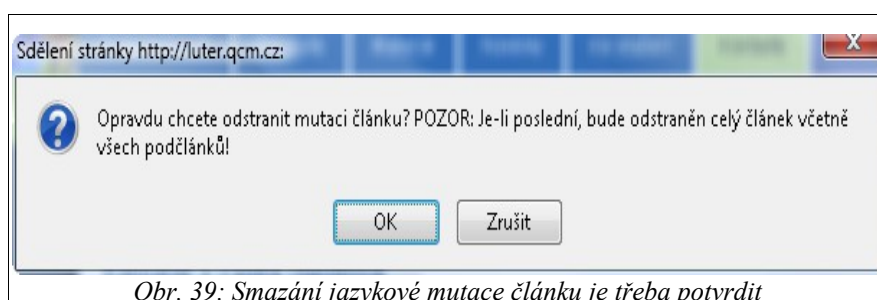 Sdělení stránky http://luter.qcm.cz:
Opravdu chcete odstranit mutaci článku? POZOR: Je-li poslední, bude odstraněn celý článek včetně
všech podčlánků!
OK Zrušit
Obr. 39: Smazání jazykové mutace článku je třeba potvrdit